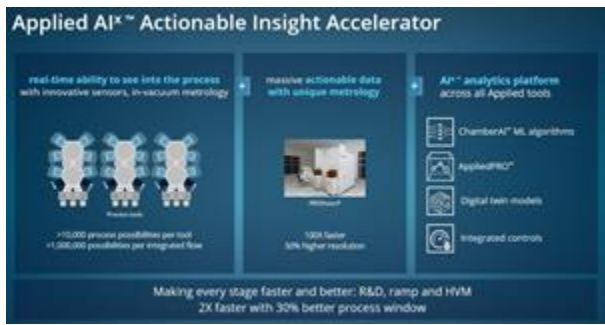 Applied AIˣ™ Actionable Insight Accelerator
real-time ability to see into the process
with innovative sensors, in-vacuum metrology
Process tools
>10,000 process possibilities per tool
>1,000,000 possibilities per integrated flow
+
massive actionable data
with unique metrology
100X faster
50% higher resolution
+
AIˣ™ analytics platform
across all Applied tools
ChamberAI™ ML algorithms
AppliedPRO™
Digital twin models
Integrated controls
Making every stage faster and better: R&D, ramp and HVM
2X faster with 30% better process window